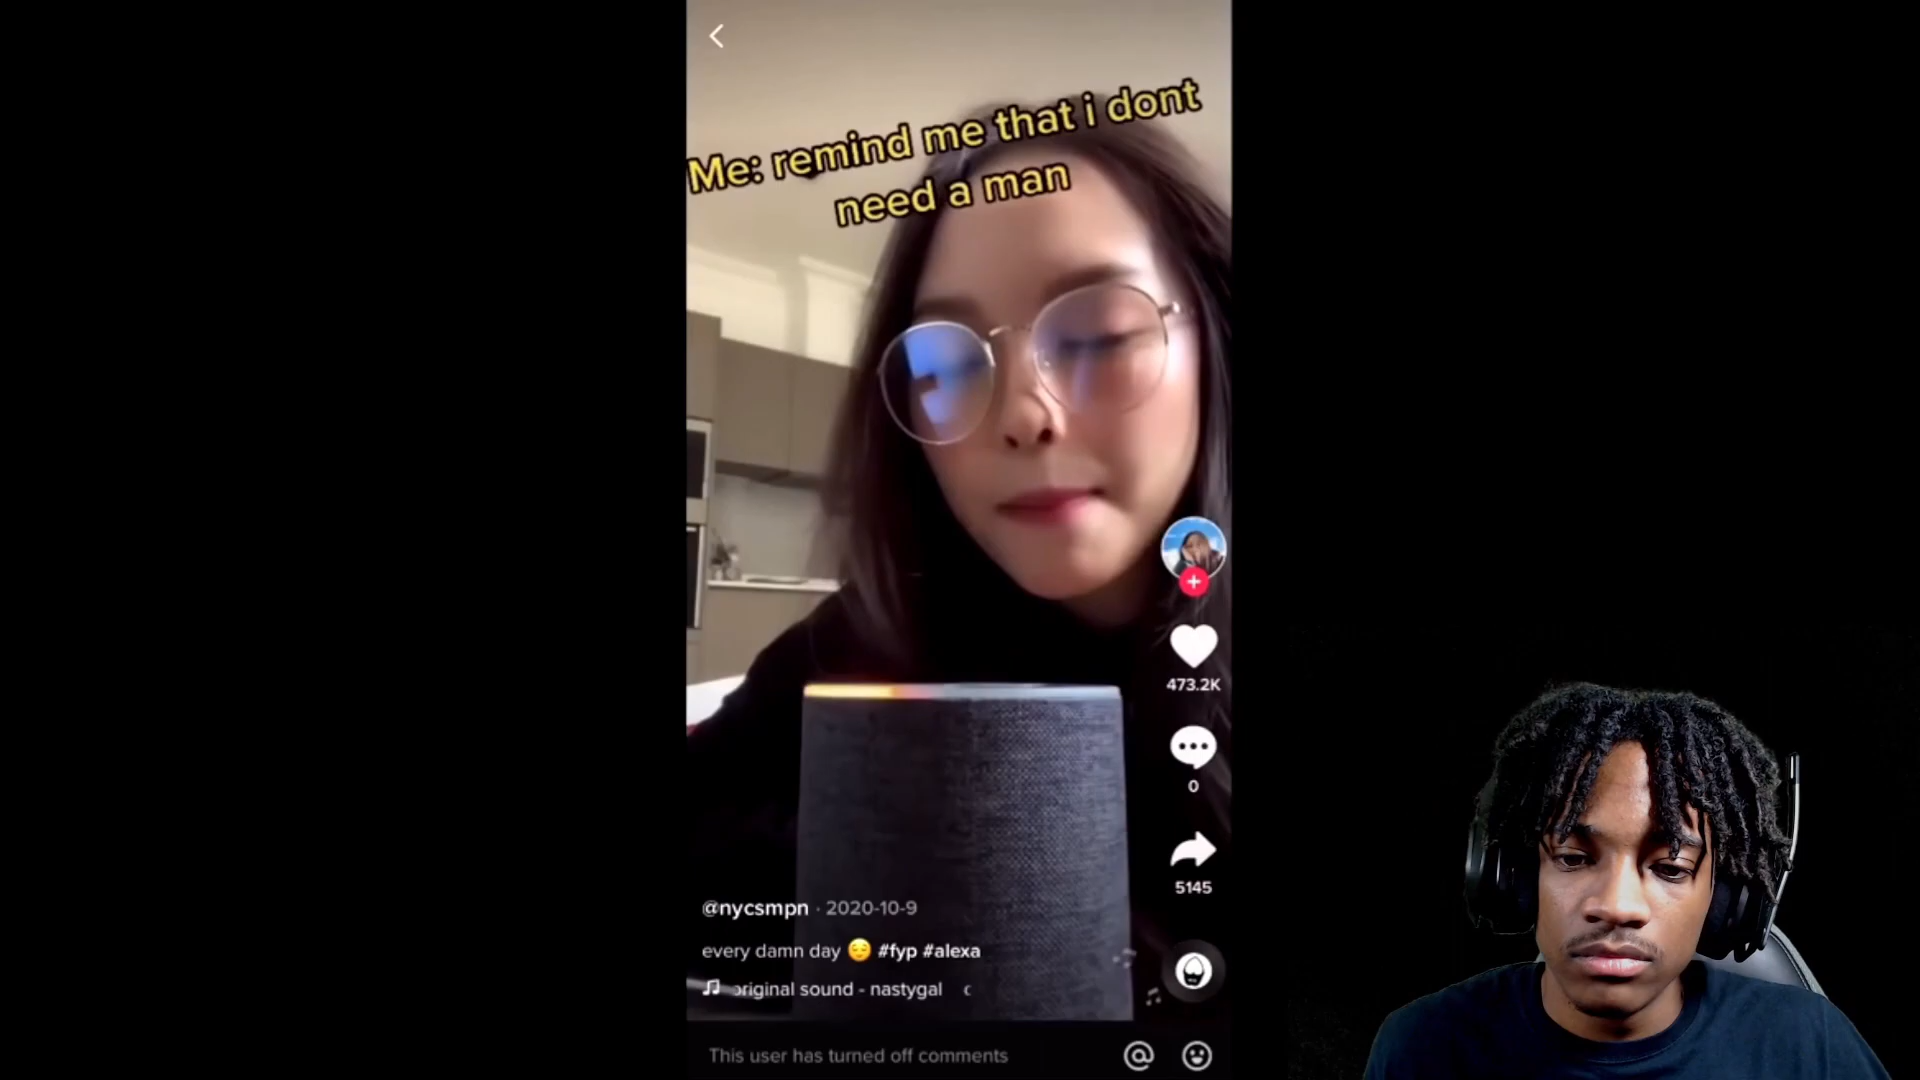 Me: remind me that i dont
need a man
473.2K
0
5145
@nycsmpn · 2020-10-9
every damn day 😌 #fyp #alexa
original sound - nastygal
This user has turned off comments